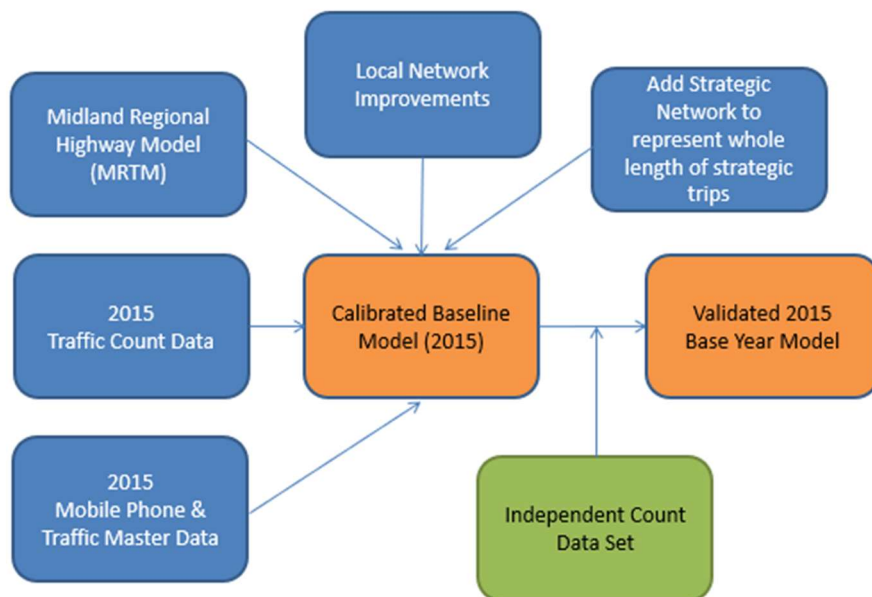 Midland Regional
Highway Model
(MRTM)
Local Network
Improvements
Add Strategic
Network to
represent whole
length of strategic
trips
2015
Traffic Count Data
Calibrated Baseline
Model (2015)
Validated 2015
Base Year Model
2015
Mobile Phone &
Traffic Master Data
Independent Count
Data Set